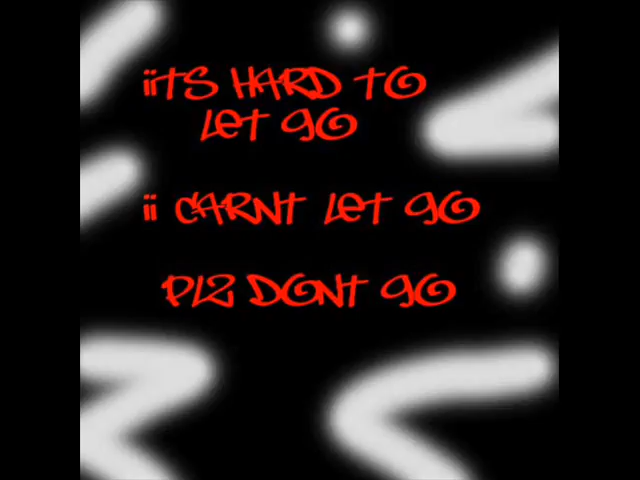 iiTS HARD TO
LET GO
ii CARNT LET GO
PLZ DONT GO